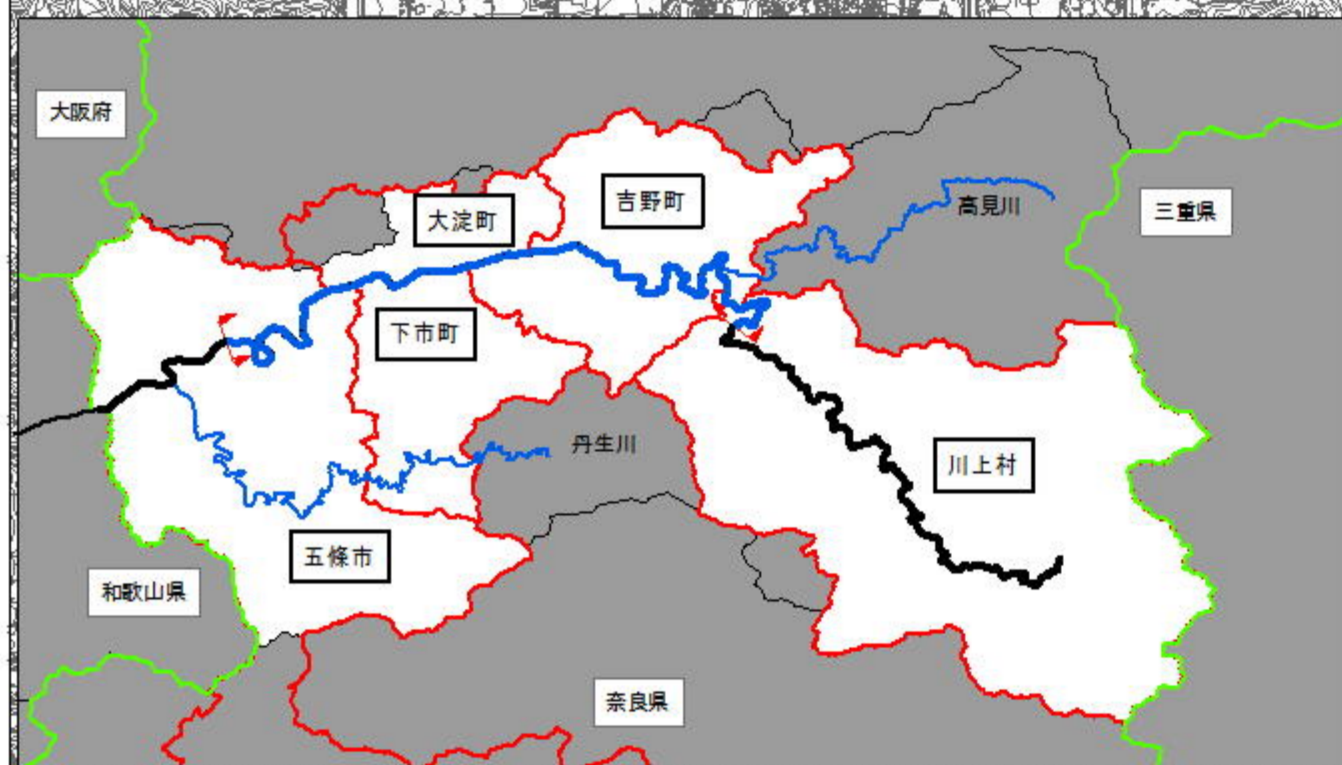 大阪府
吉野町
大淀町
高見川
三重県
下市町
丹生川
川上村
五條市
和歌山県
奈良県